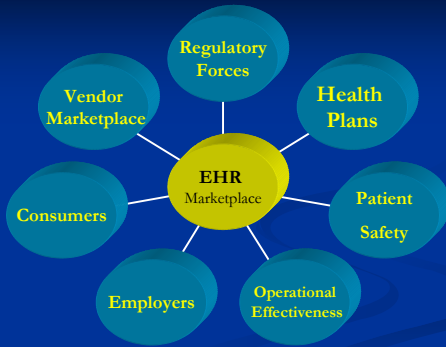 Regulatory
Forces
Vendor
Marketplace
Health
Plans
EHR
Marketplace
Consumers
Patient
Safety
Employers
Operational
Effectiveness